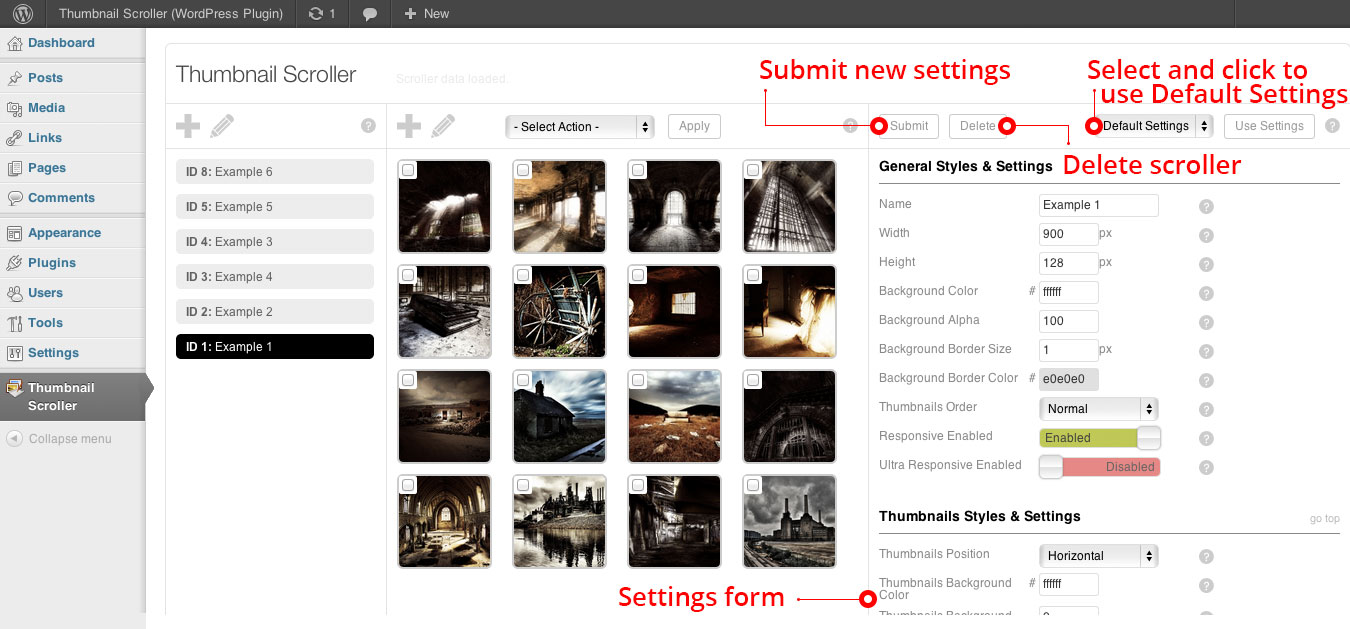 Thumbnail Scroller (WordPress Plugin) 1 New
Dashboard
Posts
Media
Links
Pages
Comments
Appearance
Plugins
Users
Tools
Settings
Thumbnail
Scroller
Collapse menu
Thumbnail Scroller
Scroller data loaded.
Submit new settings
Select and click to
use Default Settings
- Select Action -
Apply
Submit
Delete
Default Settings
Use Settings
Delete scroller
ID 8: Example 6
ID 5: Example 5
ID 4: Example 3
ID 3: Example 4
ID 2: Example 2
ID 1: Example 1
General Styles & Settings
Name Example 1
Width 900 px
Height 128 px
Background Color # ffffff
Background Alpha 100
Background Border Size 1 px
Background Border Color # e0e0e0
Thumbnails Order Normal
Responsive Enabled Enabled
Ultra Responsive Enabled Disabled
Thumbnails Styles & Settings
go top
Thumbnails Position Horizontal
Thumbnails Background # ffffff
Color
Thumbnails Background
Settings form